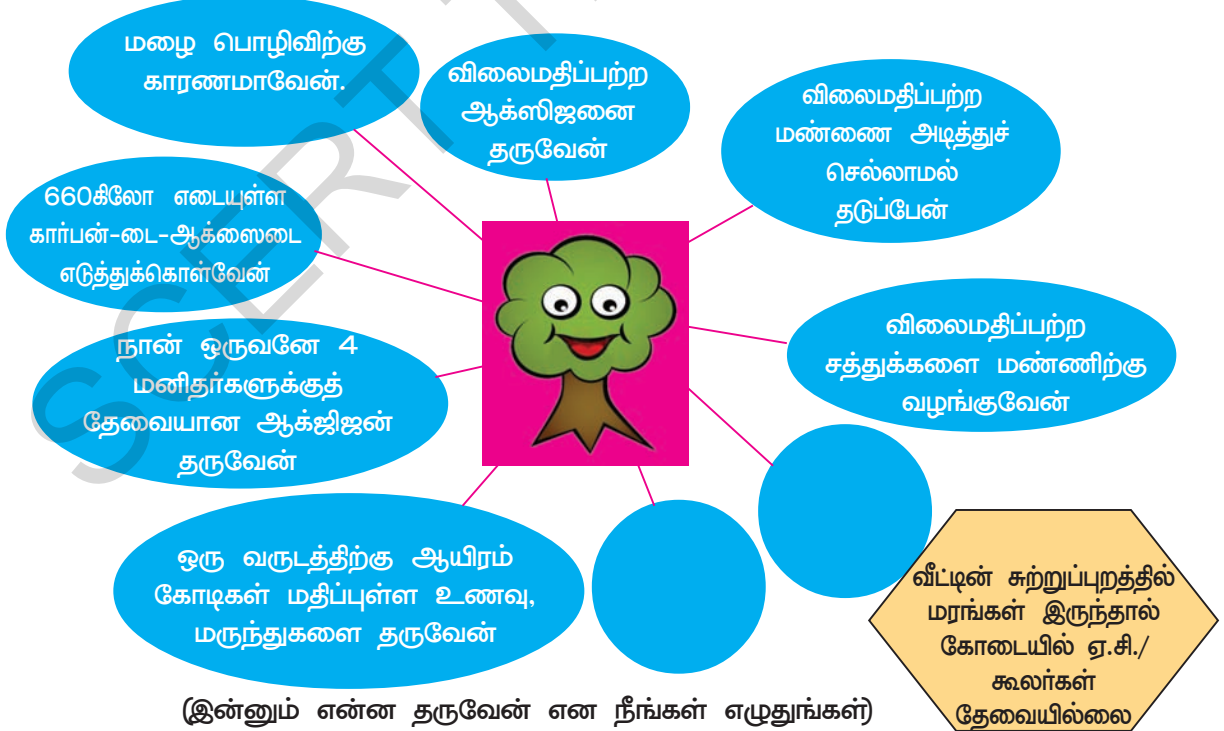 மழை பொழிவிற்கு
காரணமாவேன்.
விலைமதிப்பற்ற
ஆக்ஸிஜனை
தருவேன்
விலைமதிப்பற்ற
மண்ணை அடித்துச்
செல்லாமல்
தடுப்பேன்
660கிலோ எடையுள்ள
கார்பன்-டை-ஆக்ஸைடை
எடுத்துக்கொள்வேன்
விலைமதிப்பற்ற
சத்துக்களை மண்ணிற்கு
வழங்குவேன்
நான் ஒருவனே 4
மனிதர்களுக்குத்
தேவையான ஆக்ஜிஜன்
தருவேன்
ஒரு வருடத்திற்கு ஆயிரம்
கோடிகள் மதிப்புள்ள உணவு,
மருந்துகளை தருவேன்
வீட்டின் சுற்றுப்புறத்தில்
மரங்கள் இருந்தால்
கோடையில் ஏ.சி./
கூலர்கள்
தேவையில்லை
(இன்னும் என்ன தருவேன் என நீங்கள் எழுதுங்கள்)
SCERT